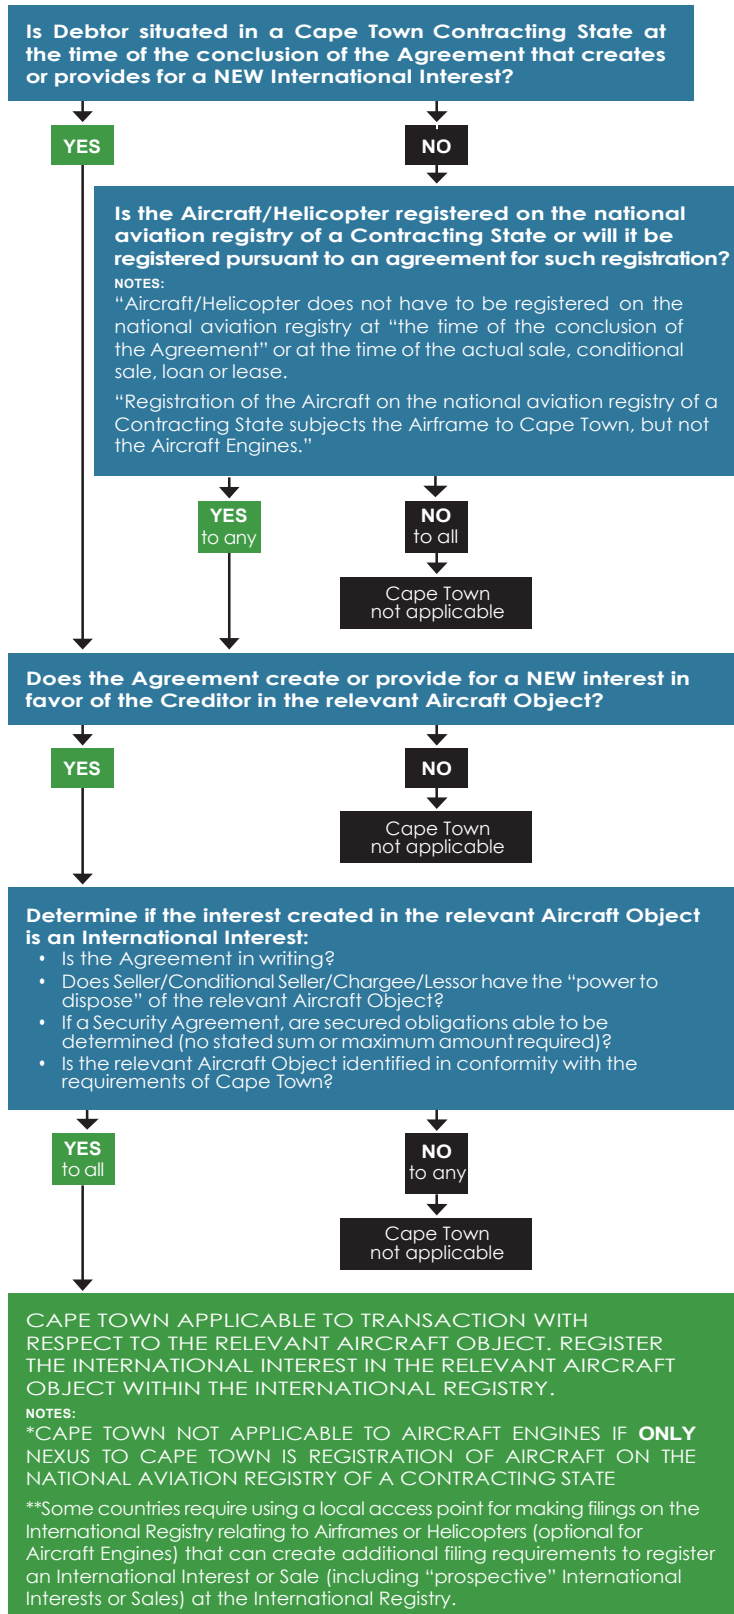 Is Debtor situated in a Cape Town Contracting State at
the time of the conclusion of the Agreement that creates
or provides for a NEW International Interest?
YES
NO
Is the Aircraft/Helicopter registered on the national
aviation registry of a Contracting State or will it be
registered pursuant to an agreement for such registration?
NOTES:
“Aircraft/Helicopter does not have to be registered on the
national aviation registry at “the time of the conclusion of
the Agreement” or at the time of the actual sale, conditional
sale, loan or lease.
“Registration of the Aircraft on the national aviation registry of a
Contracting State subjects the Airframe to Cape Town, but not
the Aircraft Engines.”
YES
to any
NO
to all
Cape Town
not applicable
Does the Agreement create or provide for a NEW interest in
favor of the Creditor in the relevant Aircraft Object?
YES
NO
Cape Town
not applicable
Determine if the interest created in the relevant Aircraft Object
is an International Interest:
• Is the Agreement in writing?
• Does Seller/Conditional Seller/Chargee/Lessor have the “power to
dispose” of the relevant Aircraft Object?
• If a Security Agreement, are secured obligations able to be
determined (no stated sum or maximum amount required)?
• Is the relevant Aircraft Object identified in conformity with the
requirements of Cape Town?
YES
to all
NO
to any
Cape Town
not applicable
CAPE TOWN APPLICABLE TO TRANSACTION WITH
RESPECT TO THE RELEVANT AIRCRAFT OBJECT. REGISTER
THE INTERNATIONAL INTEREST IN THE RELEVANT AIRCRAFT
OBJECT WITHIN THE INTERNATIONAL REGISTRY.
NOTES:
*CAPE TOWN NOT APPLICABLE TO AIRCRAFT ENGINES IF ONLY
NEXUS TO CAPE TOWN IS REGISTRATION OF AIRCRAFT ON THE
NATIONAL AVIATION REGISTRY OF A CONTRACTING STATE
**Some countries require using a local access point for making filings on the
International Registry relating to Airframes or Helicopters (optional for
Aircraft Engines) that can create additional filing requirements to register
an International Interest or Sale (including “prospective” International
Interests or Sales) at the International Registry.